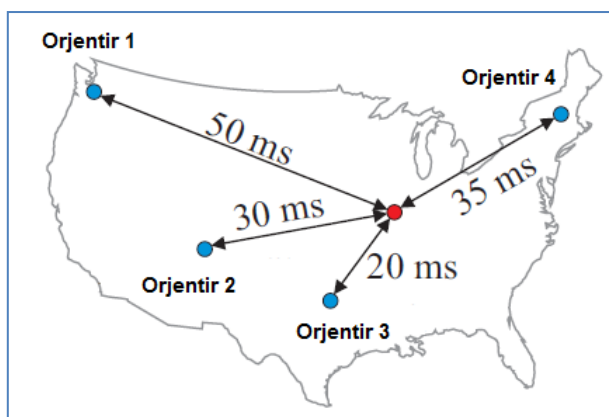 Orjentir 1
Orjentir 4
50 ms
35 ms
30 ms
Orjentir 2
20 ms
Orjentir 3